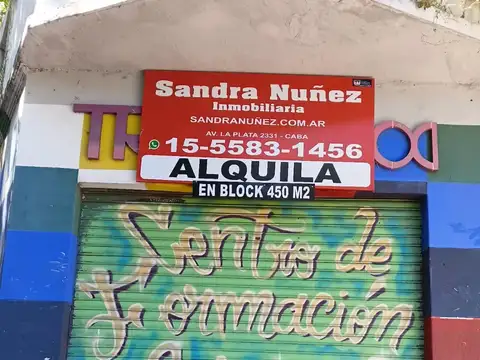 Sandra Nuñez
Inmobiliaria
SANDRANUÑEZ.COM.AR
AV. LA PLATA 2331 - CABA
15-5583-1456
ALQUILA
EN BLOCK 450 M2
Centro de
Formación